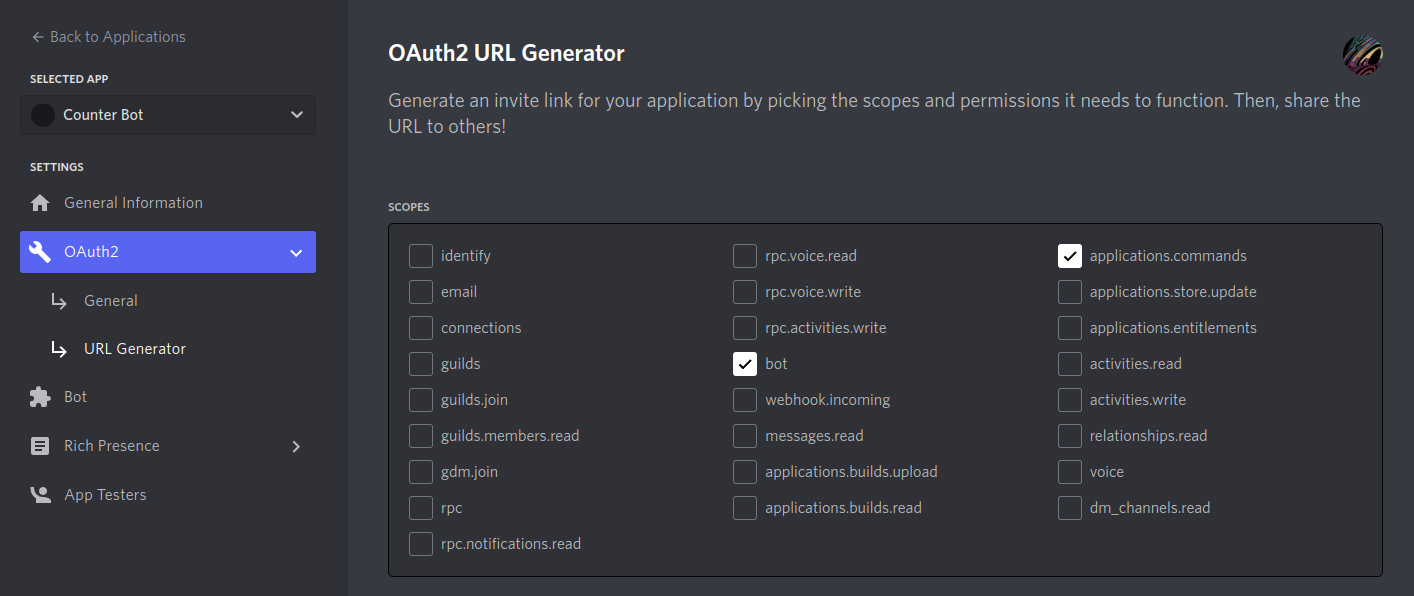 Back to Applications
SELECTED APP
Counter Bot
SETTINGS
General Information
OAuth2
General
URL Generator
Bot
Rich Presence
App Testers
OAuth2 URL Generator
Generate an invite link for your application by picking the scopes and permissions it needs to function. Then, share the
URL to others!
SCOPES
identify
email
connections
guilds
guilds.join
guilds.members.read
gdm.join
rpc
rpc.notifications.read
rpc.voice.read
rpc.voice.write
rpc.activities.write
bot
webhook.incoming
messages.read
applications.builds.upload
applications.builds.read
applications.commands
applications.store.update
applications.entitlements
activities.read
activities.write
relationships.read
voice
dm_channels.read